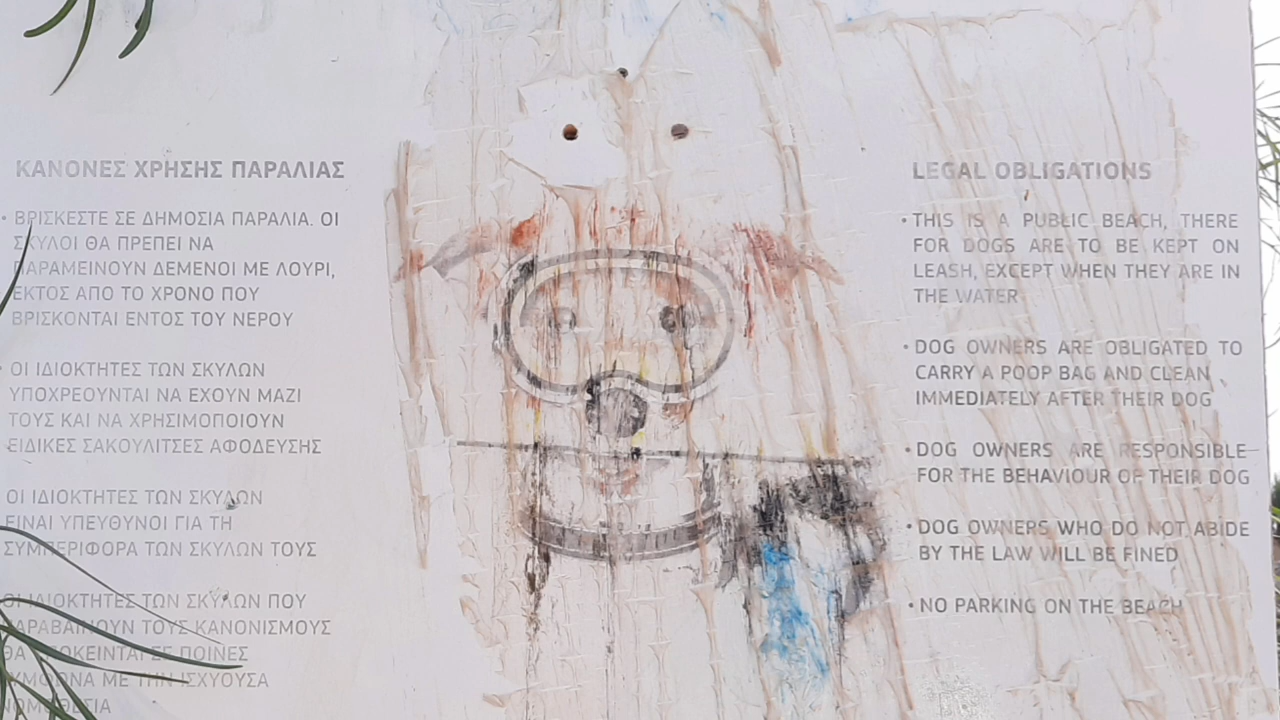 ΚΑΝΟΝΕΣ ΧΡΗΣΗΣ ΠΑΡΑΛΙΑΣ
• ΒΡΙΣΚΕΣΤΕ ΣΕ ΔΗΜΟΣΙΑ ΠΑΡΑΛΙΑ. ΟΙ
ΣΚΥΛΟΙ ΘΑ ΠΡΕΠΕΙ ΝΑ
ΠΑΡΑΜΕΙΝΟΥΝ ΔΕΜΕΝΟΙ ΜΕ ΛΟΥΡΙ,
ΕΚΤΟΣ ΑΠΟ ΤΟ ΧΡΟΝΟ ΠΟΥ
ΒΡΙΣΚΟΝΤΑΙ ΕΝΤΟΣ ΤΟΥ ΝΕΡΟΥ
ΟΙ ΙΔΙΟΚΤΗΤΕΣ ΤΩΝ ΣΚΥΛΩΝ
ΥΠΟΧΡΕΟΥΝΤΑΙ ΝΑ ΕΧΟΥΝ ΜΑΖΙ
ΤΟΥΣ ΚΑΙ ΝΑ ΧΡΗΣΙΜΟΠΟΙΟΥΝ
ΕΙΔΙΚΕΣ ΣΑΚΟΥΛΙΤΣΕΣ ΑΦΟΔΕΥΣΗΣ
ΟΙ ΙΔΙΟΚΤΗΤΕΣ ΤΩΝ ΣΚΥΛΩΝ
ΕΙΝΑΙ ΥΠΕΥΘΥΝΟΙ ΓΙΑ ΤΗ
ΣΥΜΠΕΡΙΦΟΡΑ ΤΩΝ ΣΚΥΛΩΝ ΤΟΥΣ
ΟΙ ΙΔΙΟΚΤΗΤΕΣ ΤΩΝ ΣΚΥΛΩΝ ΠΟΥ
ΠΑΡΑΒΑΙΝΟΥΝ ΤΟΥΣ ΚΑΝΟΝΙΣΜΟΥΣ
ΘΑ ΥΠΟΚΕΙΝΤΑΙ ΣΕ ΠΟΙΝΕΣ
ΣΥΜΦΩΝΑ ΜΕ ΤΗΝ ΙΣΧΥΟΥΣΑ
ΝΟΜΟΘΕΣΙΑ
LEGAL OBLIGATIONS
• THIS IS A PUBLIC BEACH, THERE
FOR DOGS ARE TO BE KEPT ON
LEASH, EXCEPT WHEN THEY ARE IN
THE WATER
• DOG OWNERS ARE OBLIGATED TO
CARRY A POOP BAG AND CLEAN
IMMEDIATELY AFTER THEIR DOG
• DOG OWNERS ARE RESPONSIBLE
FOR THE BEHAVIOUR OF THEIR DOG
• DOG OWNERS WHO DO NOT ABIDE
BY THE LAW WILL BE FINED
• NO PARKING ON THE BEACH